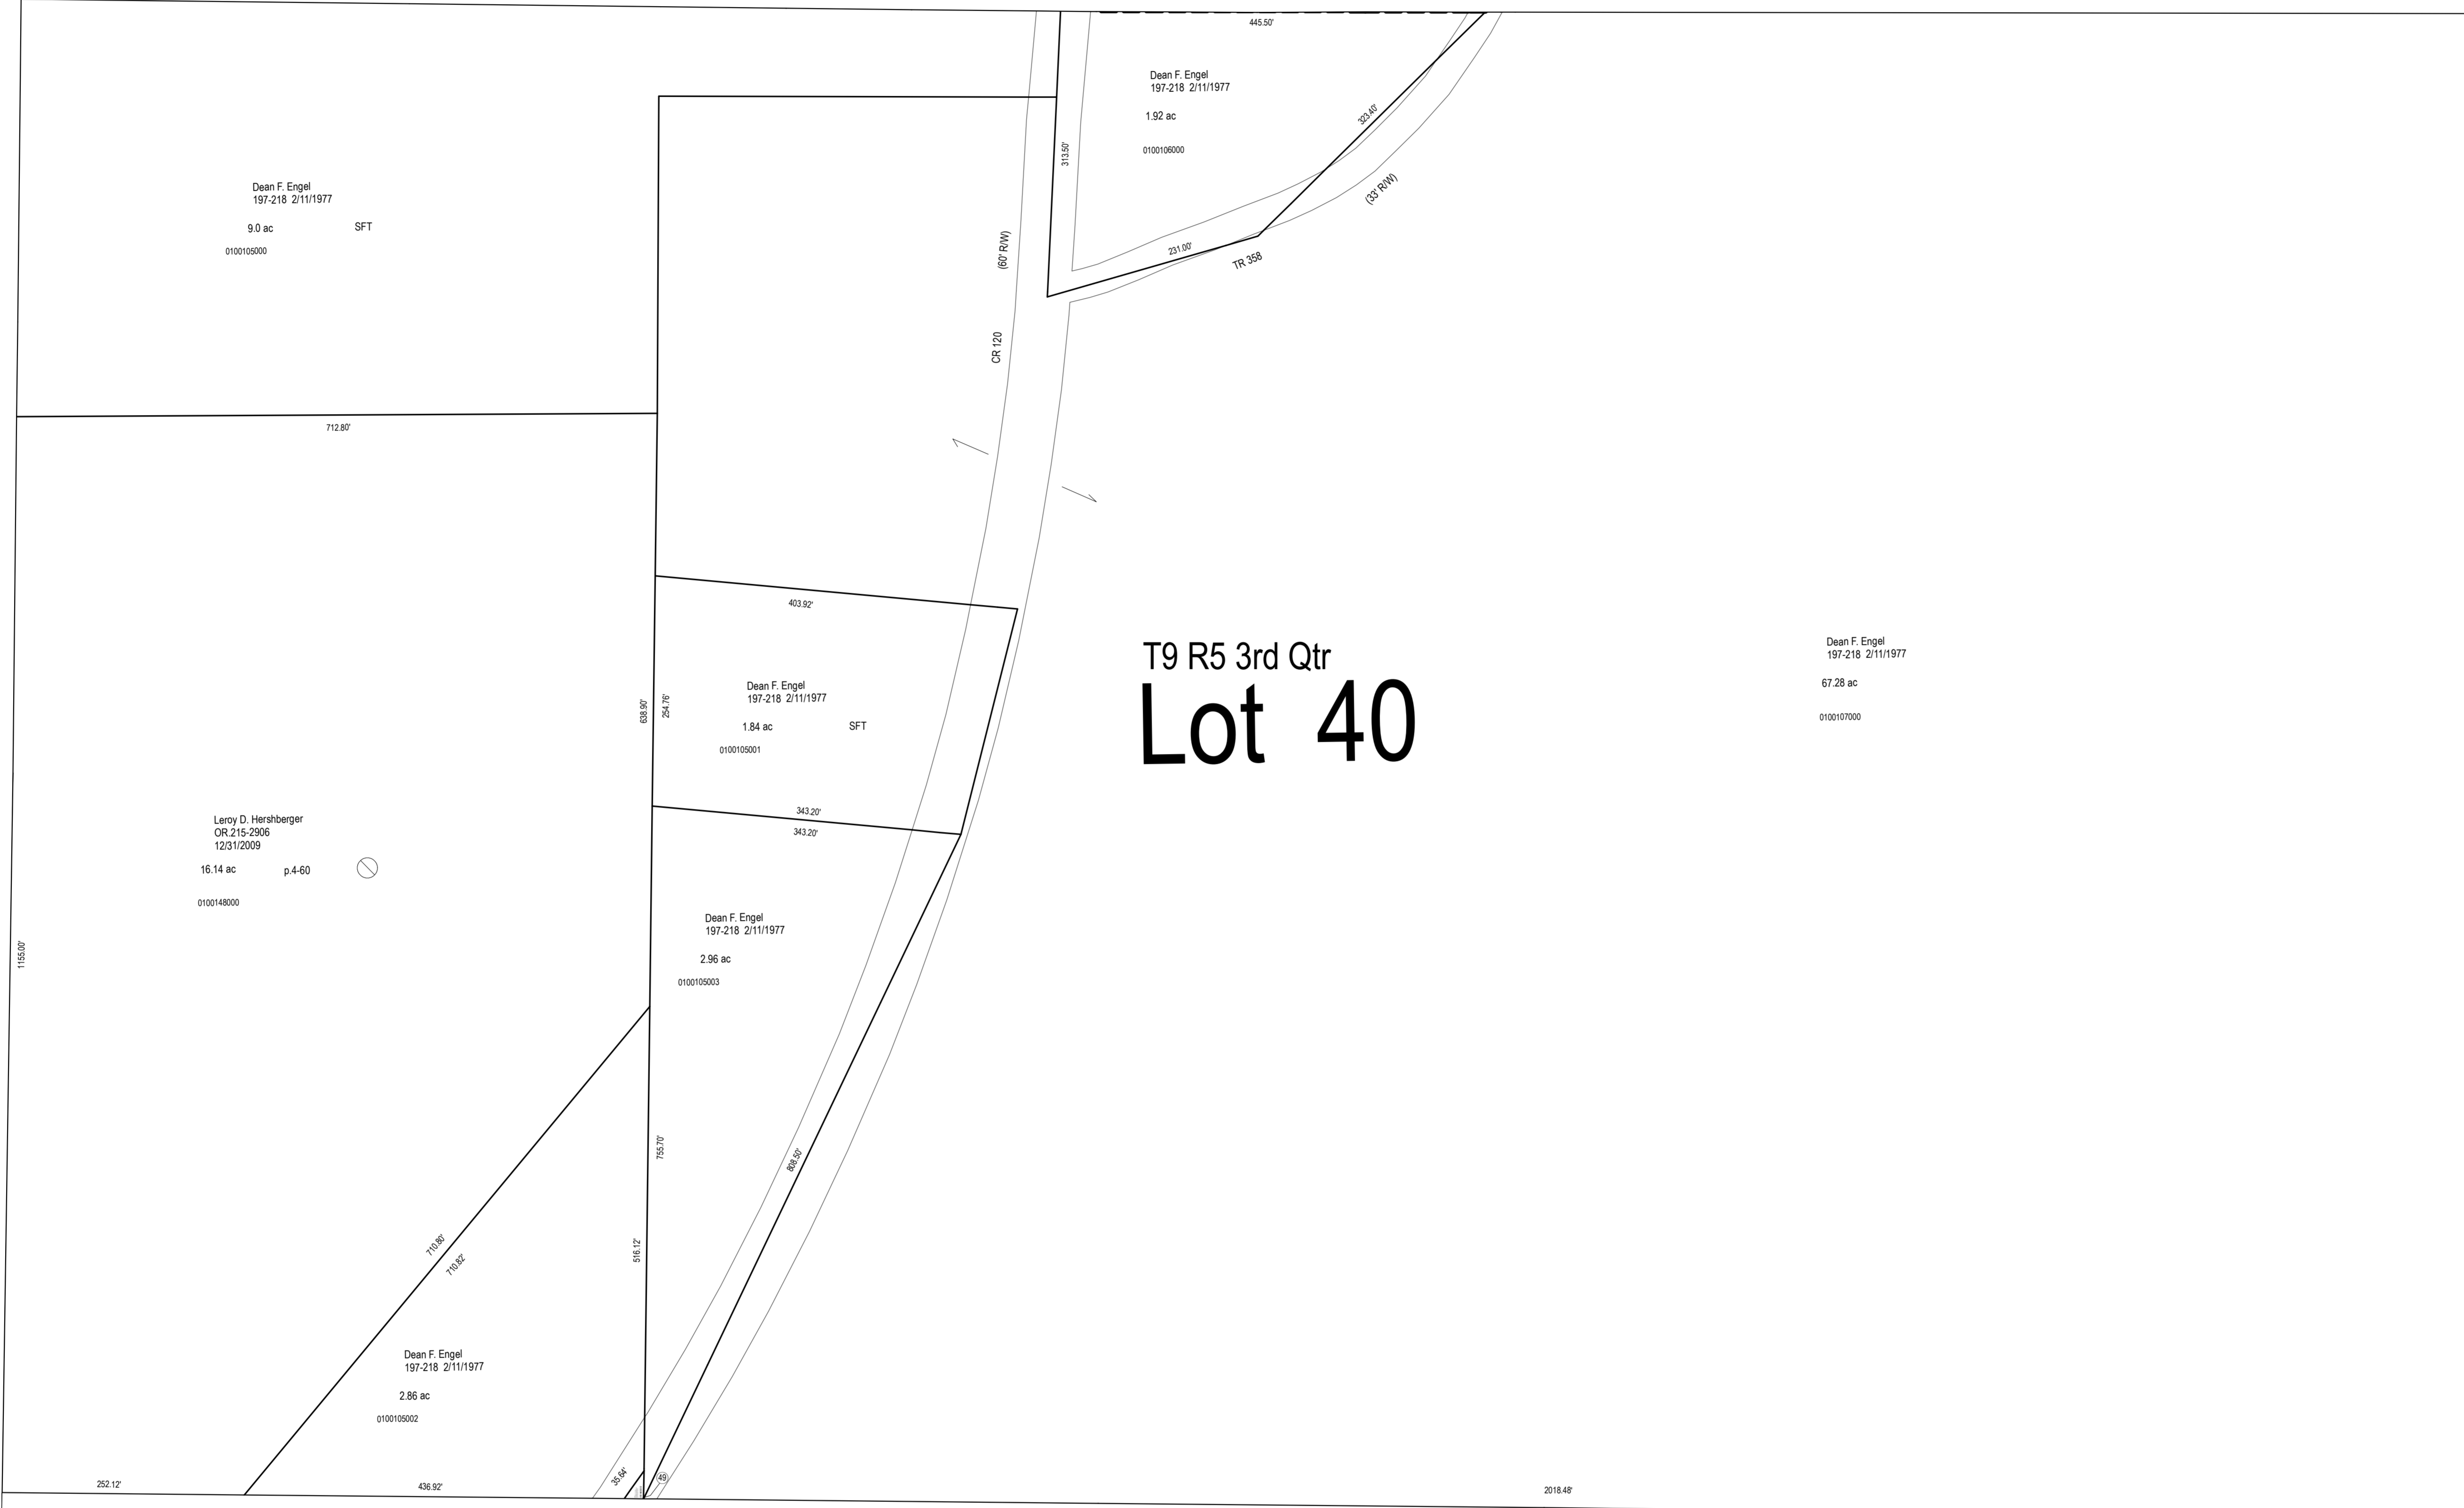 445.50'
Dean F. Engel
197-218 2/11/1977
1.92 ac
0100106000
313.50'
323.40'
231.00'
(33' R/W)
TR 358
Dean F. Engel
197-218 2/11/1977
9.0 ac SFT
0100105000
(60' R/W)
CR 120
712.80'
403.92'
T9 R5 3rd Qtr
Lot 40
Dean F. Engel
197-218 2/11/1977
67.28 ac
0100107000
638.90'
254.76'
Dean F. Engel
197-218 2/11/1977
1.84 ac SFT
0100105001
343.20'
343.20'
Leroy D. Hershberger
OR.215-2906
12/31/2009
16.14 ac p.4-60
0100148000
1155.00'
Dean F. Engel
197-218 2/11/1977
2.96 ac
0100105003
755.70'
808.50'
710.80'
710.82'
516.12'
Dean F. Engel
197-218 2/11/1977
2.86 ac
0100105002
35.64'
49
252.12'
436.92'
2018.48'